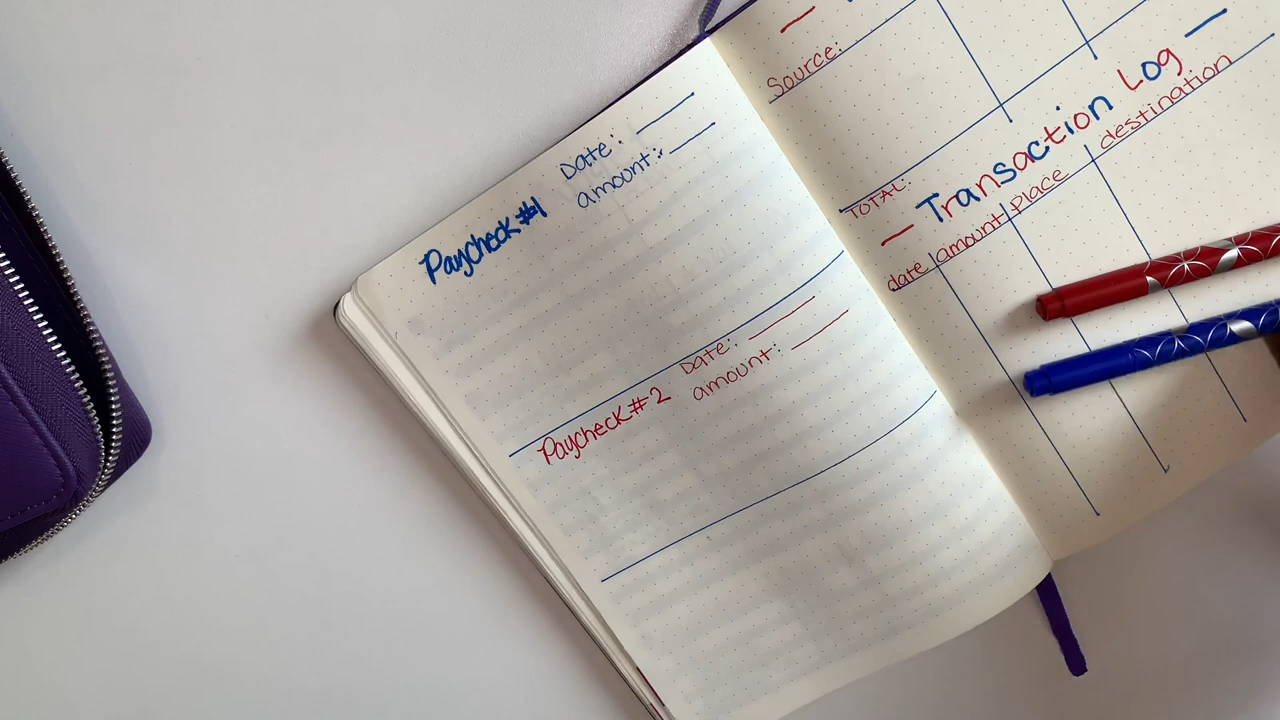 Paycheck #1
Date:
amount:
Paycheck #2
Date:
amount:
Source:
TOTAL:
Transaction Log
date amount place destination